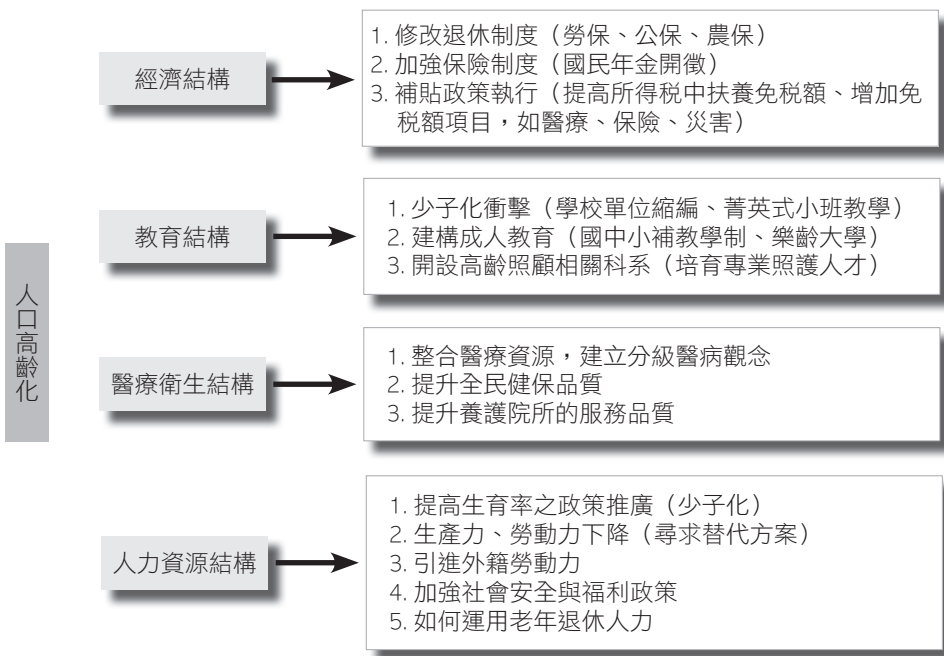 人口高齡化
經濟結構
1. 修改退休制度（勞保、公保、農保）
2. 加強保險制度（國民年金開徵）
3. 補貼政策執行（提高所得稅中扶養免稅額、增加免
稅額項目，如醫療、保險、災害）
教育結構
1. 少子化衝擊（學校單位縮編、菁英式小班教學）
2. 建構成人教育（國中小補教學制、樂齡大學）
3. 開設高齡照顧相關科系（培育專業照護人才）
醫療衛生結構
1. 整合醫療資源，建立分級醫病觀念
2. 提升全民健保品質
3. 提升養護院所的服務品質
人力資源結構
1. 提高生育率之政策推廣（少子化）
2. 生產力、勞動力下降（尋求替代方案）
3. 引進外籍勞動力
4. 加強社會安全與福利政策
5. 如何運用老年退休人力